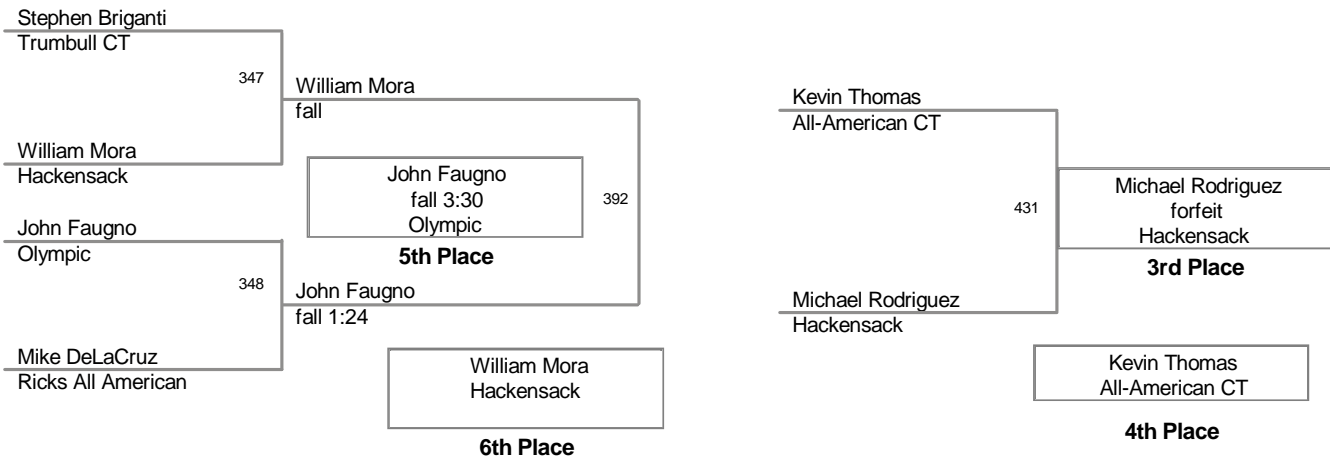 Stephen Briganti
Trumbull CT
347
William Mora
fall
William Mora
Hackensack
John Faugno
fall 3:30
Olympic
5th Place
392
John Faugno
Olympic
348
John Faugno
fall 1:24
Mike DeLaCruz
Ricks All American
William Mora
Hackensack
6th Place
Kevin Thomas
All-American CT
431
Michael Rodriguez
forfeit
Hackensack
3rd Place
Michael Rodriguez
Hackensack
Kevin Thomas
All-American CT
4th Place